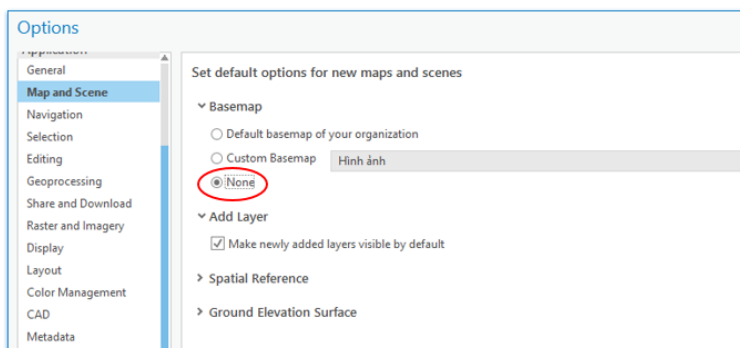 Options
Application
General
Map and Scene
Navigation
Selection
Editing
Geoprocessing
Share and Download
Raster and Imagery
Display
Layout
Color Management
CAD
Metadata
Set default options for new maps and scenes
Basemap
Default basemap of your organization
Custom Basemap Hình ảnh
None
Add Layer
Make newly added layers visible by default
Spatial Reference
Ground Elevation Surface